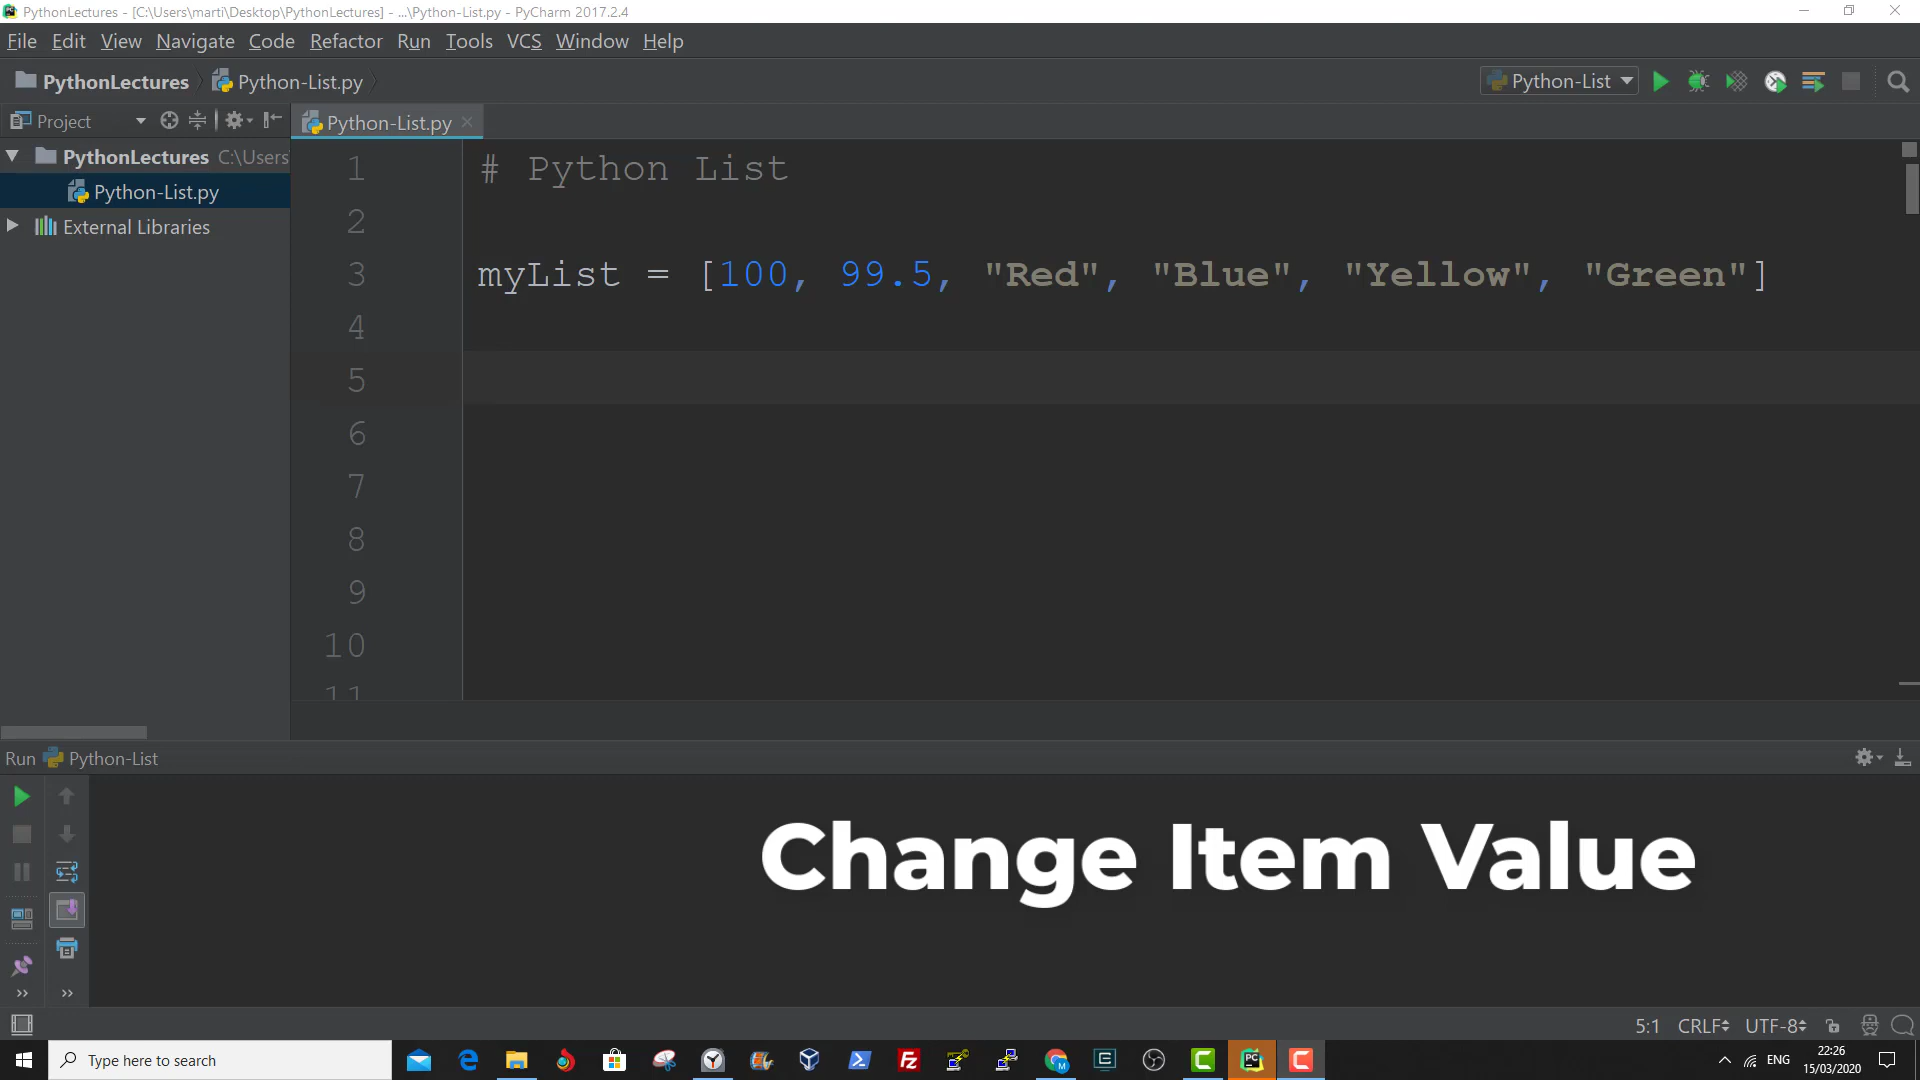 PythonLectures - [C:\Users\marti\Desktop\PythonLectures] - ...\Python-List.py - PyCharm 2017.2.4
File Edit View Navigate Code Refactor Run Tools VCS Window Help
PythonLectures Python-List.py Python-List
Project Python-List.py
PythonLectures C:\Users
Python-List.py
External Libraries
1 # Python List
2
3 myList = [100, 99.5, "Red", "Blue", "Yellow", "Green"]
4
5
6
7
8
9
10
11
Run Python-List
Change Item Value
5:1 CRLF UTF-8
Type here to search
ENG
22:26
15/03/2020